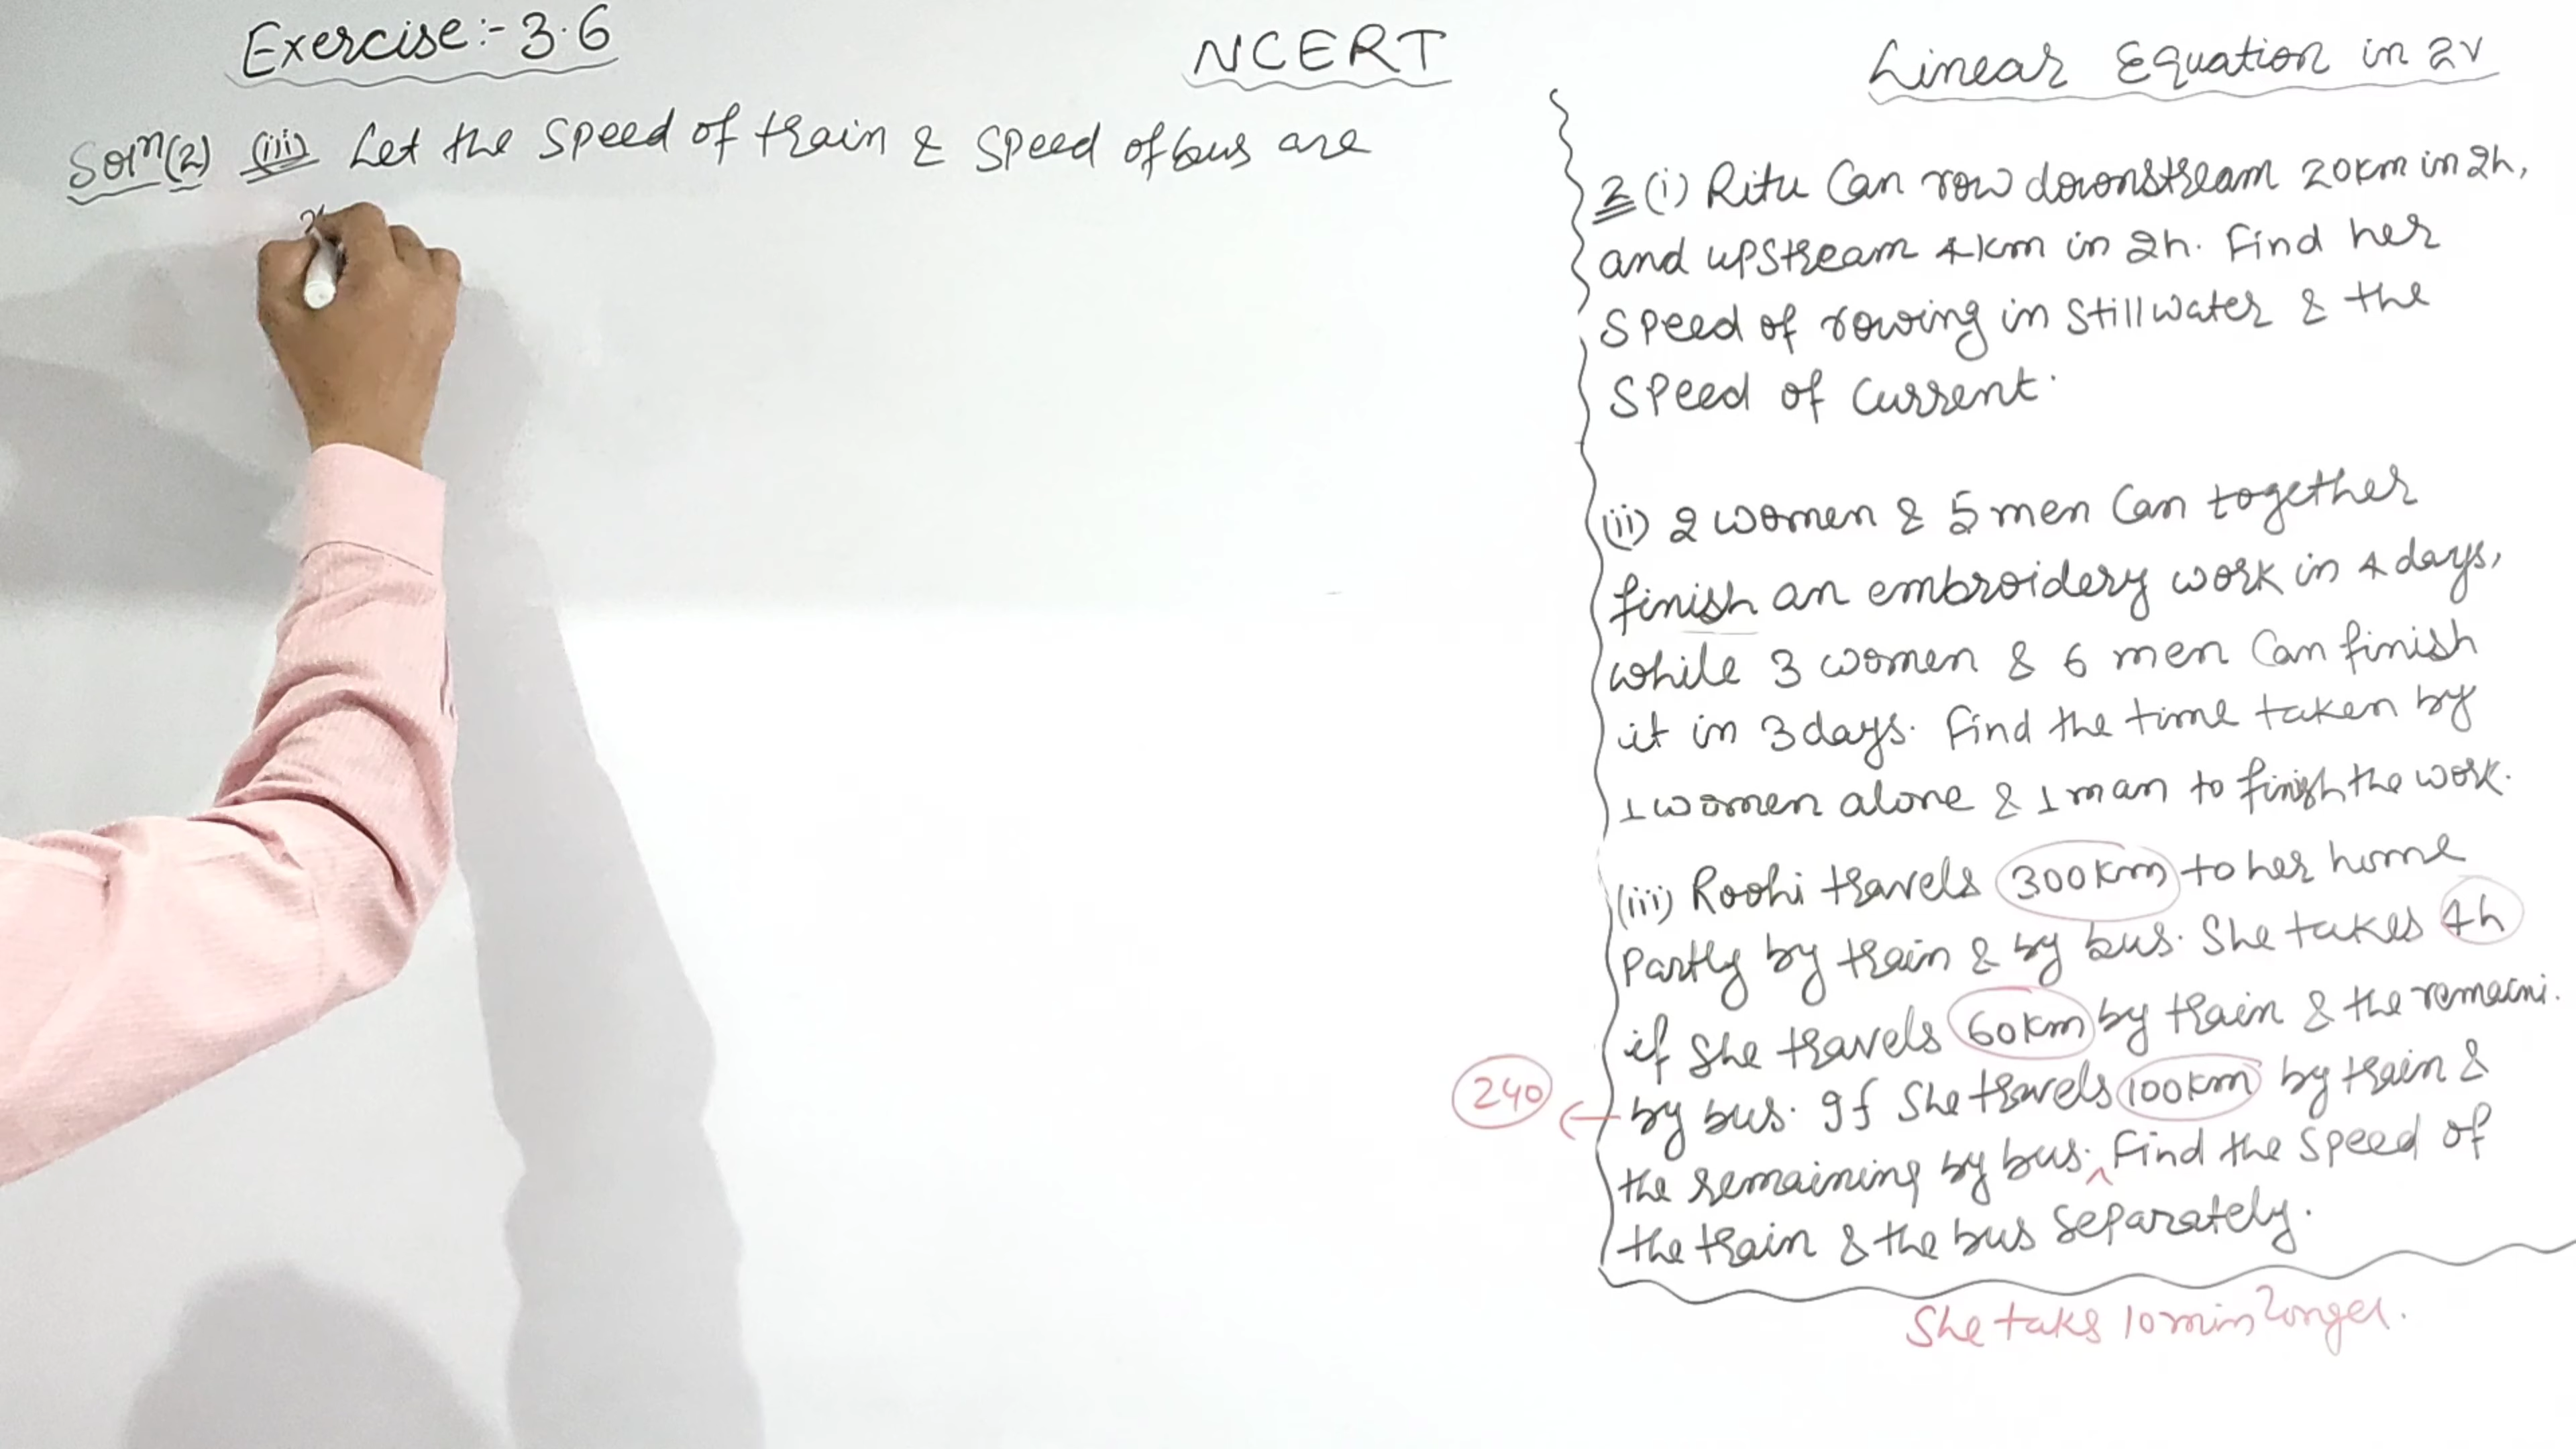 Exercise:- 3.6
NCERT
Linear Equation in 2V
Solⁿ(2) (iii) Let the speed of train & speed of bus are
x
2 (i) Ritu Can row downstream 20km in 2h,
and upstream 4km in 2h. Find her
speed of rowing in still water & the
speed of current.
(ii) 2 women & 5 men Can together
finish an embroidery work in 4 days,
while 3 women & 6 men Can finish
it in 3 days. Find the time taken by
1 women alone & 1 man to finish the work.
(iii) Roohi travels 300km to her home
Partly by train & by bus. She takes 4h
if she travels 60km by train & the remaini.
240 ← by bus. If She travels 100km by train &
the remaining by bus. ^ Find the speed of
the train & the bus separately.
She taks 10 min longer.